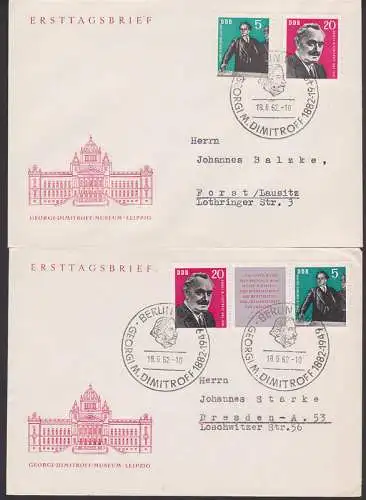 ERSTTAGSBRIEF
DDR 5
DDR 20
BERLIN
18.6.62.-10
GEORGI M. DIMITROFF 1882-1949
Herrn
Johannes Balzke,
Forst/Lausitz
Lothringer Str. 3
GEORGI-DIMITROFF-MUSEUM-LEIPZIG
ERSTTAGSBRIEF
20 DDR
DDR 5
BERLIN
18.6.62.-10
GEORGI M. DIMITROFF 1882-1949
BERLIN
18.6.62.-10
GEORGI M. DIMITROFF 1882-1949
Herrn
Johannes Starke
Dresden-A. 53
Loschwitzer Str.56
GEORGI-DIMITROFF-MUSEUM-LEIPZIG